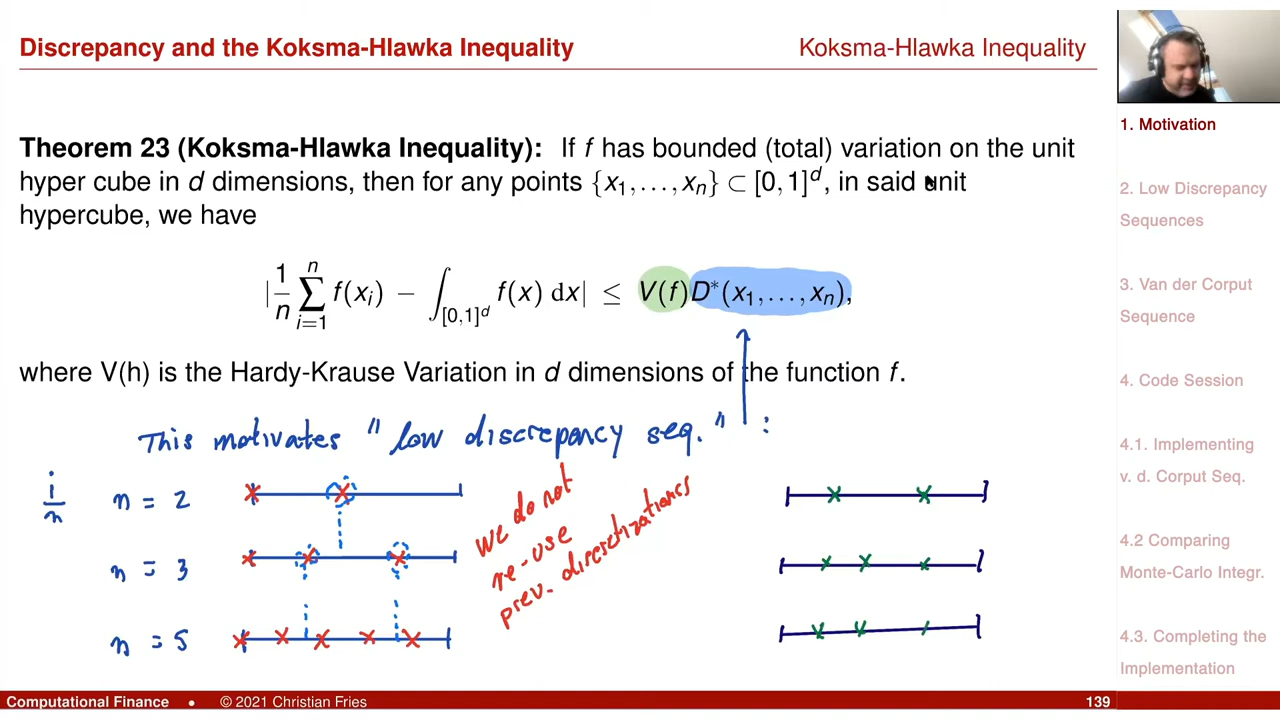 Discrepancy and the Koksma-Hlawka Inequality
Koksma-Hlawka Inequality
Theorem 23 (Koksma-Hlawka Inequality): If f has bounded (total) variation on the unit
hyper cube in d dimensions, then for any points {x₁, . . . , xₙ} ⊂ [0, 1]ᵈ, in said unit
hypercube, we have
|1/n ∑ᵢ₌₁ⁿ f(xᵢ) − ∫_[0,1]ᵈ f(x) dx| ≤ V(f)D*(x₁, . . . , xₙ),
where V(h) is the Hardy-Krause Variation in d dimensions of the function f.
This motivates "low discrepancy seq." :
i/n
n = 2
n = 3
n = 5
we do not
re-use
prev. discretizations
1. Motivation
2. Low Discrepancy
Sequences
3. Van der Corput
Sequence
4. Code Session
4.1. Implementing
v. d. Corput Seq.
4.2 Comparing
Monte-Carlo Integr.
4.3. Completing the
Implementation
Computational Finance • © 2021 Christian Fries
139